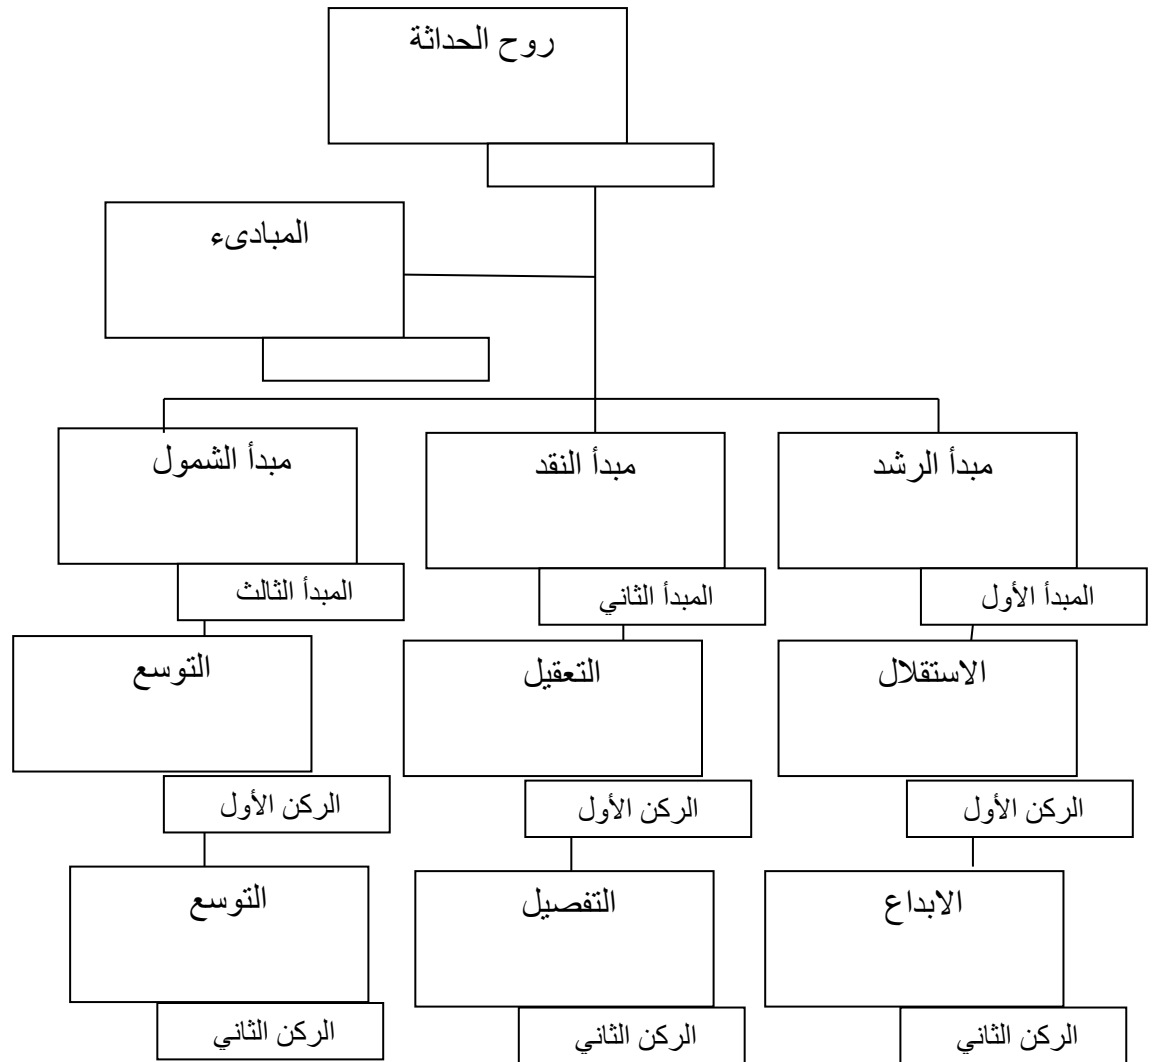 روح الحداثة
المبادىء
مبدأ الرشد
مبدأ النقد
مبدأ الشمول
المبدأ الأول
المبدأ الثاني
المبدأ الثالث
الاستقلال
التعقيل
التوسع
الركن الأول
الركن الأول
الركن الأول
الابداع
التفصيل
التوسع
الركن الثاني
الركن الثاني
الركن الثاني